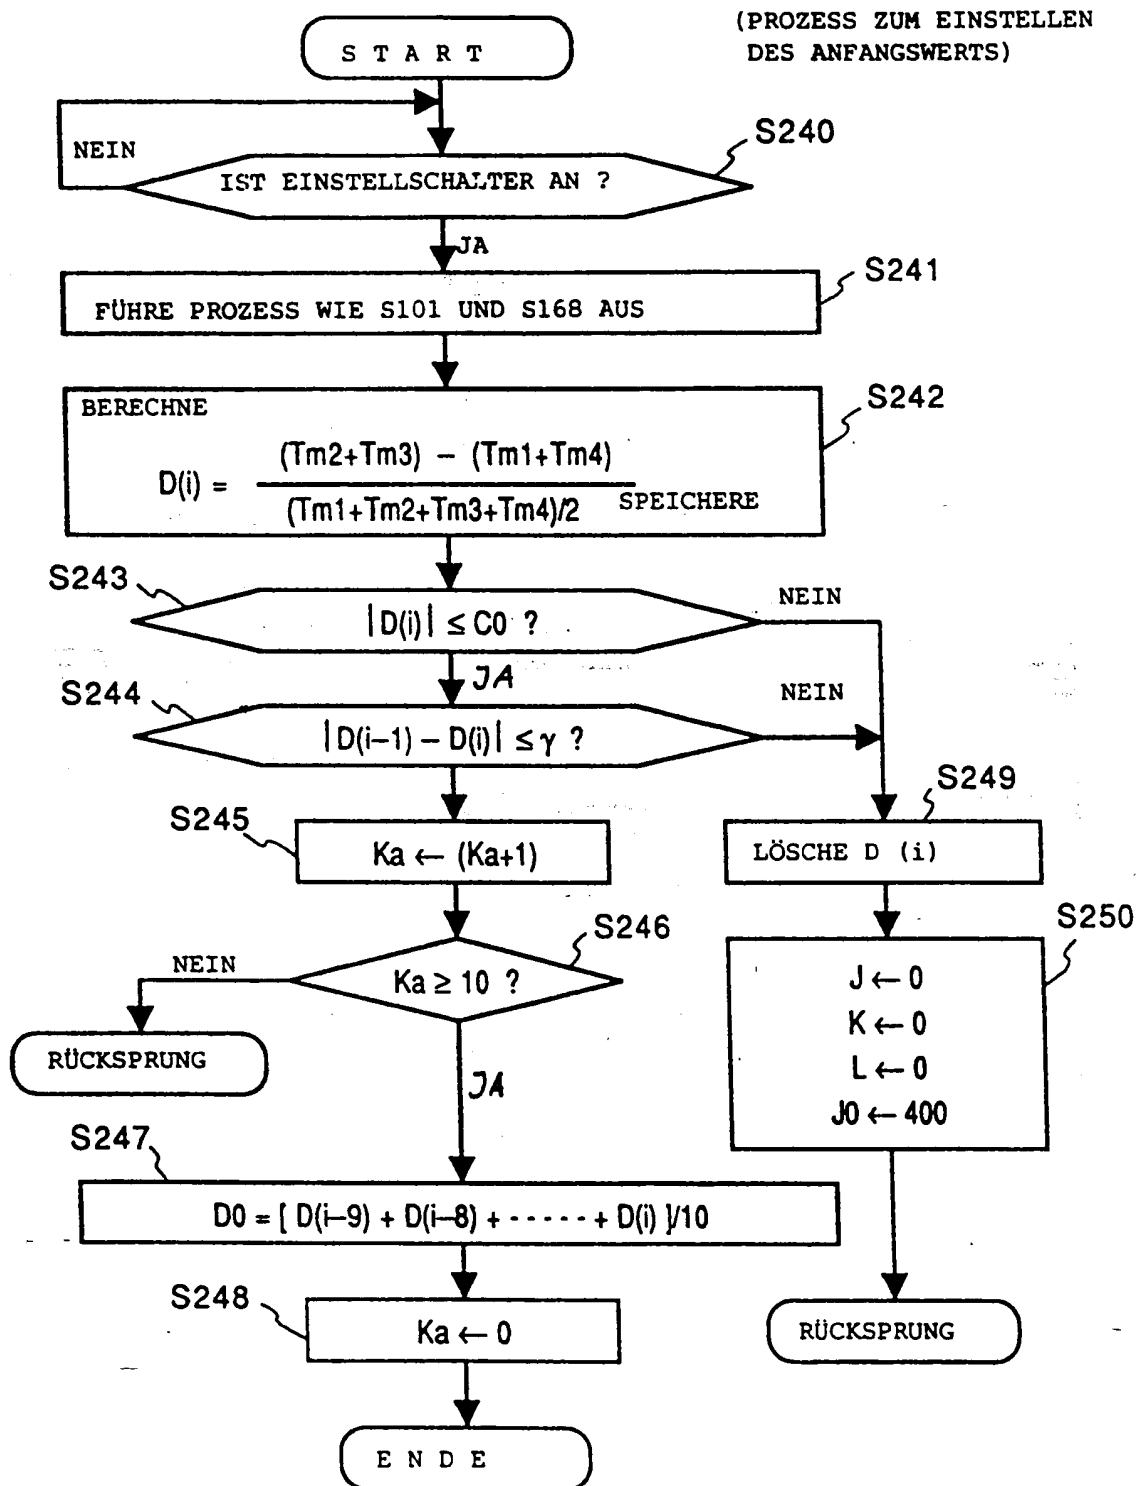 (PROZESS ZUM EINSTELLEN
DES ANFANGSWERTS)
START
NEIN
S240
IST EINSTELLSCHALTER AN ?
JA
S241
FÜHRE PROZESS WIE S101 UND S168 AUS
S242
BERECHNE
D(i) = (Tm2+Tm3) – (Tm1+Tm4)
(Tm1+Tm2+Tm3+Tm4)/2 SPEICHERE
S243
NEIN
|D(i)| ≤ C0 ?
JA
S244
NEIN
|D(i–1) – D(i)| ≤ γ ?
S249
S245
Ka ← (Ka+1)
LÖSCHE D (i)
S250
S246
NEIN
Ka ≥ 10 ?
J ← 0
K ← 0
L ← 0
J0 ← 400
RÜCKSPRUNG
JA
S247
D0 = [ D(i–9) + D(i–8) + ------ + D(i) ]/10
S248
Ka ← 0
RÜCKSPRUNG
ENDE